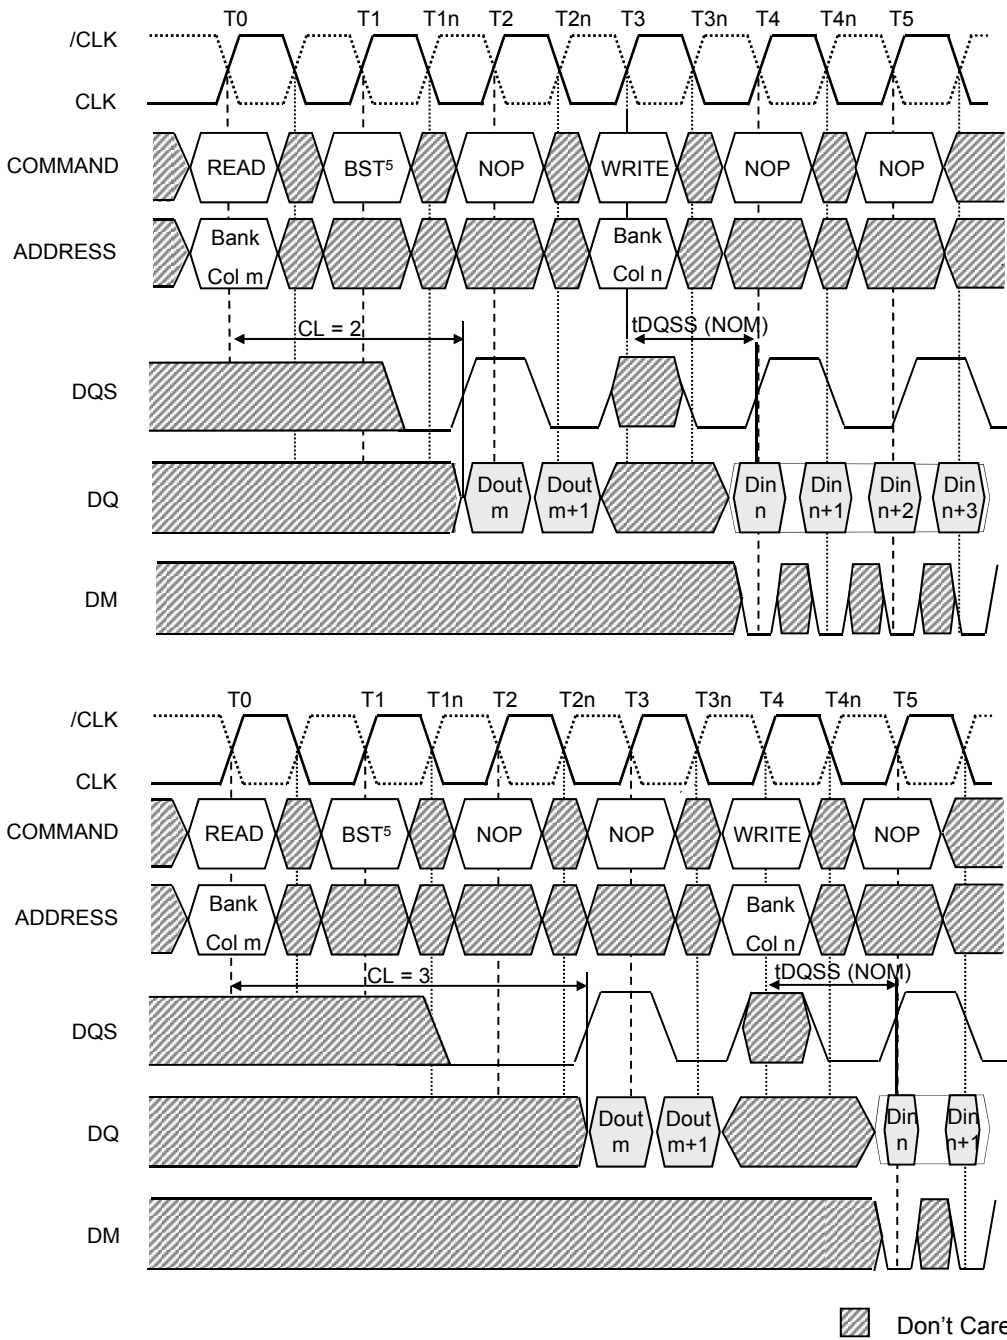 T0 T1 T1n T2 T2n T3 T3n T4 T4n T5
/CLK
CLK
COMMAND READ BST⁵ NOP WRITE NOP NOP
ADDRESS Bank Col m Bank Col n
CL = 2 tDQSS (NOM)
DQS
DQ Dout m Dout m+1 Din n Din n+1 Din n+2 Din n+3
DM
T0 T1 T1n T2 T2n T3 T3n T4 T4n T5
/CLK
CLK
COMMAND READ BST⁵ NOP NOP WRITE NOP
ADDRESS Bank Col m Bank Col n
CL = 3 tDQSS (NOM)
DQS
DQ Dout m Dout m+1 Din n Din n+1
DM
Don't Care